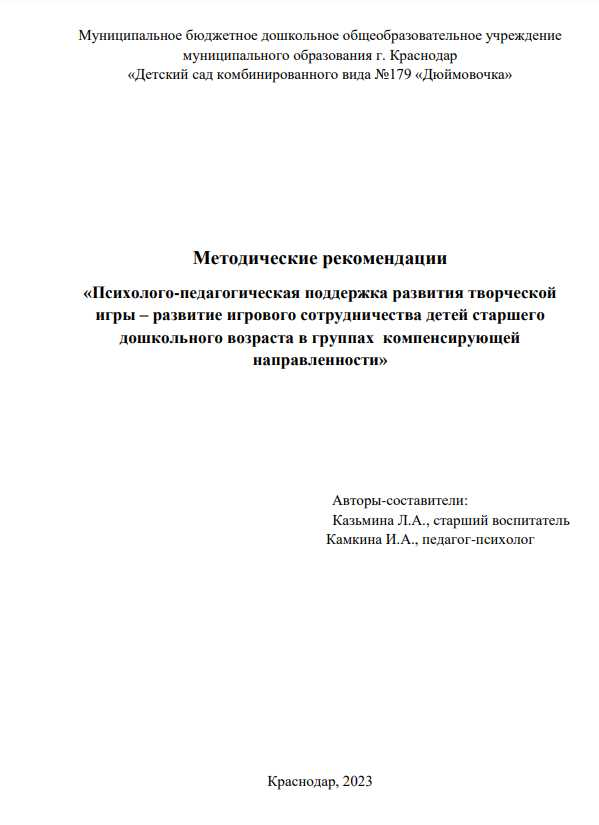 Муниципальное бюджетное дошкольное общеобразовательное учреждение
муниципального образования г. Краснодар
«Детский сад комбинированного вида №179 «Дюймовочка»
Методические рекомендации
«Психолого-педагогическая поддержка развития творческой
игры – развитие игрового сотрудничества детей старшего
дошкольного возраста в группах  компенсирующей
направленности»
Авторы-составители:
Казьмина Л.А., старший воспитатель
Камкина И.А., педагог-психолог
Краснодар, 2023